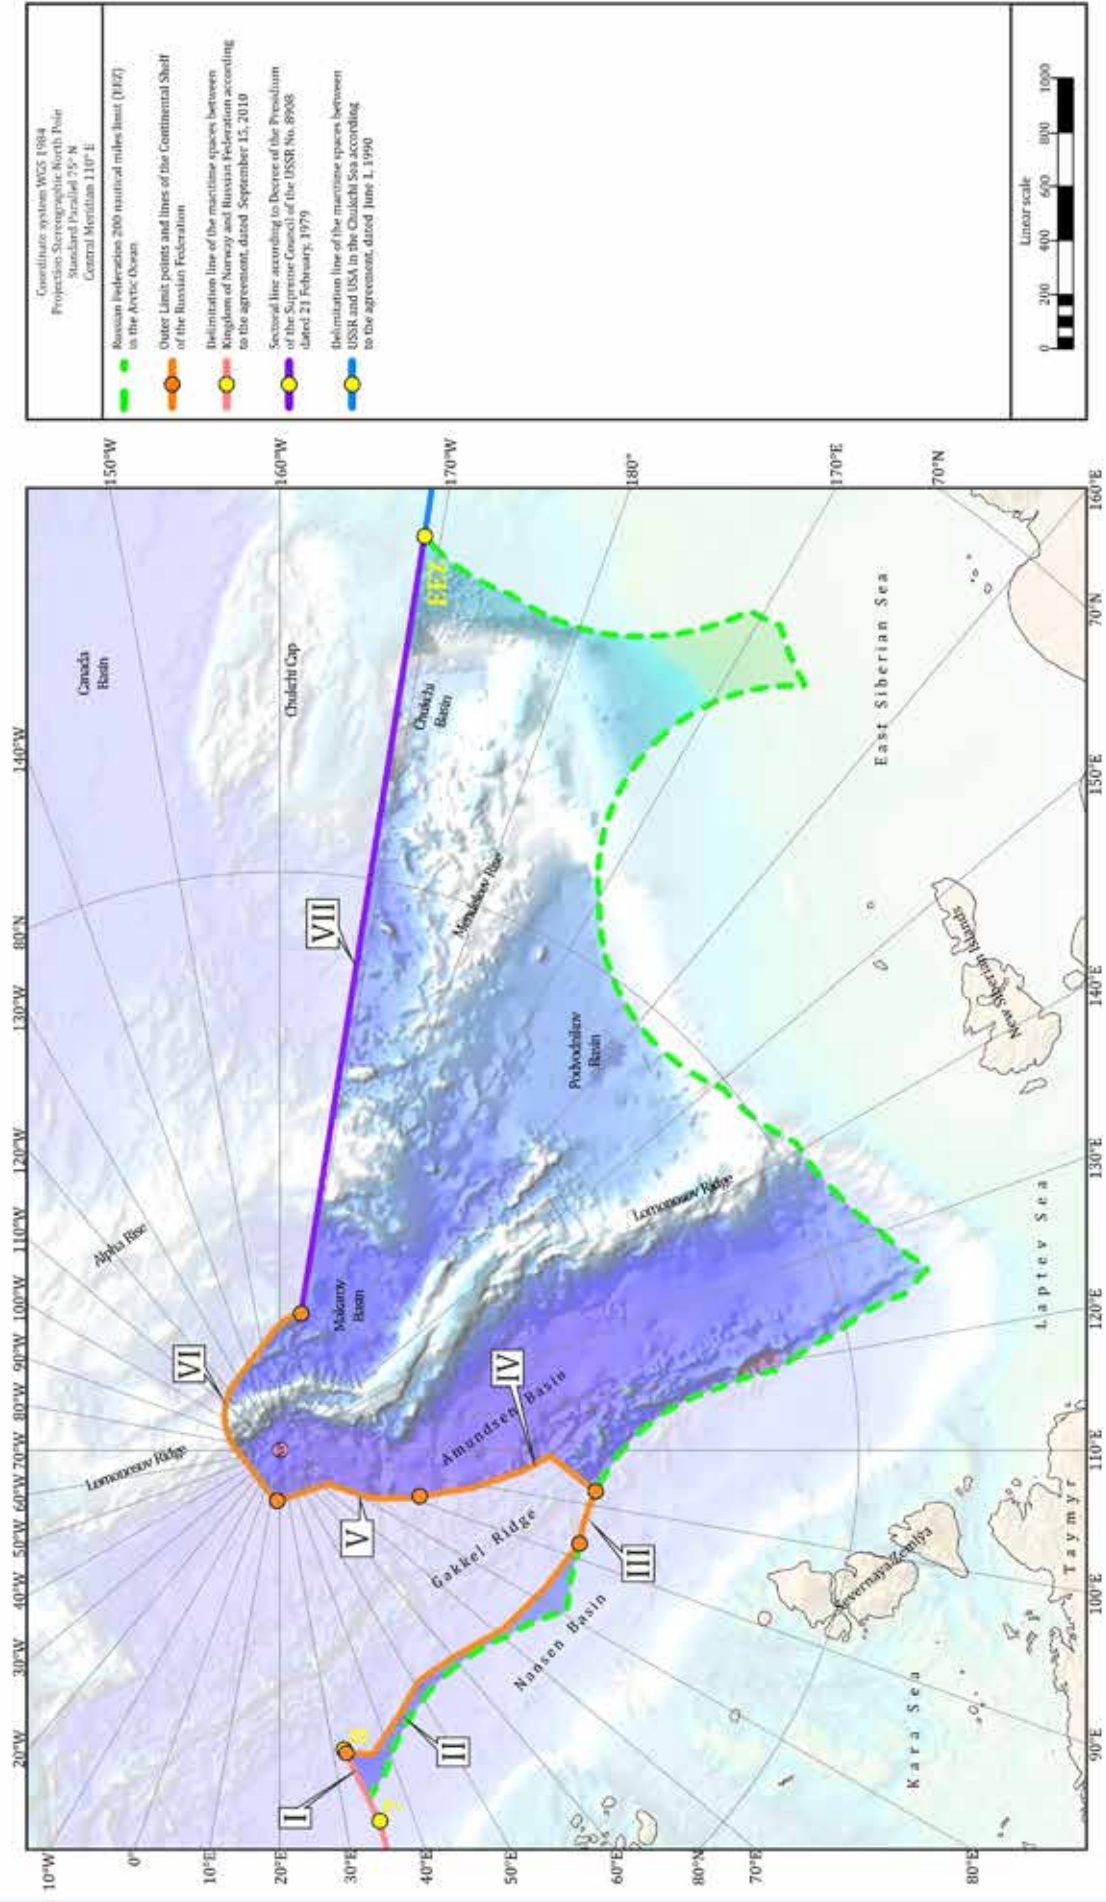 Coordinate system WGS 1984
Projection Stereographic North Pole
Standard Parallel 75° N
Central Meridian 110° E
Russian Federation 200 nautical miles limit (EEZ)
in the Arctic Ocean
Outer Limit points and lines of the Continental Shelf
of the Russian Federation
Delimitation line of the maritime spaces between
Kingdom of Norway and Russian Federation according
to the agreement, dated September 15, 2010
Sectoral line according to Decree of the Presidium
of the Supreme Council of the USSR No. 8908
dated 21 February, 1979
Delimitation line of the maritime spaces between
USSR and USA in the Chukchi Sea according
to the agreement, dated June 1, 1990
Linear scale
0 200 400 600 800 1000
20°W
30°W
40°W
50°W
60°W
70°W
80°W
90°W
100°W
110°W
120°W
130°W
80°N
140°W
150°W
160°W
170°W
180°
170°E
70°N
160°E
70°N
150°E
140°E
130°E
120°E
110°E
100°E
90°E
10°W
0°
10°E
20°E
30°E
40°E
50°E
60°E
80°N
70°E
80°E
Canada
Basin
Chukchi Cap
EEZ
Chukchi
Basin
VII
Mendeleev Rise
Alpha Rise
Podvodnikov
Basin
East Siberian Sea
New Siberian Islands
Makarov
Basin
VI
Lomonosov Ridge
Lomonosov Ridge
Laptev Sea
Amundsen Basin
IV
V
Gakkel Ridge
III
Nansen Basin
Severnaya Zemlya
Taymyr
Kara Sea
II
I
8
7